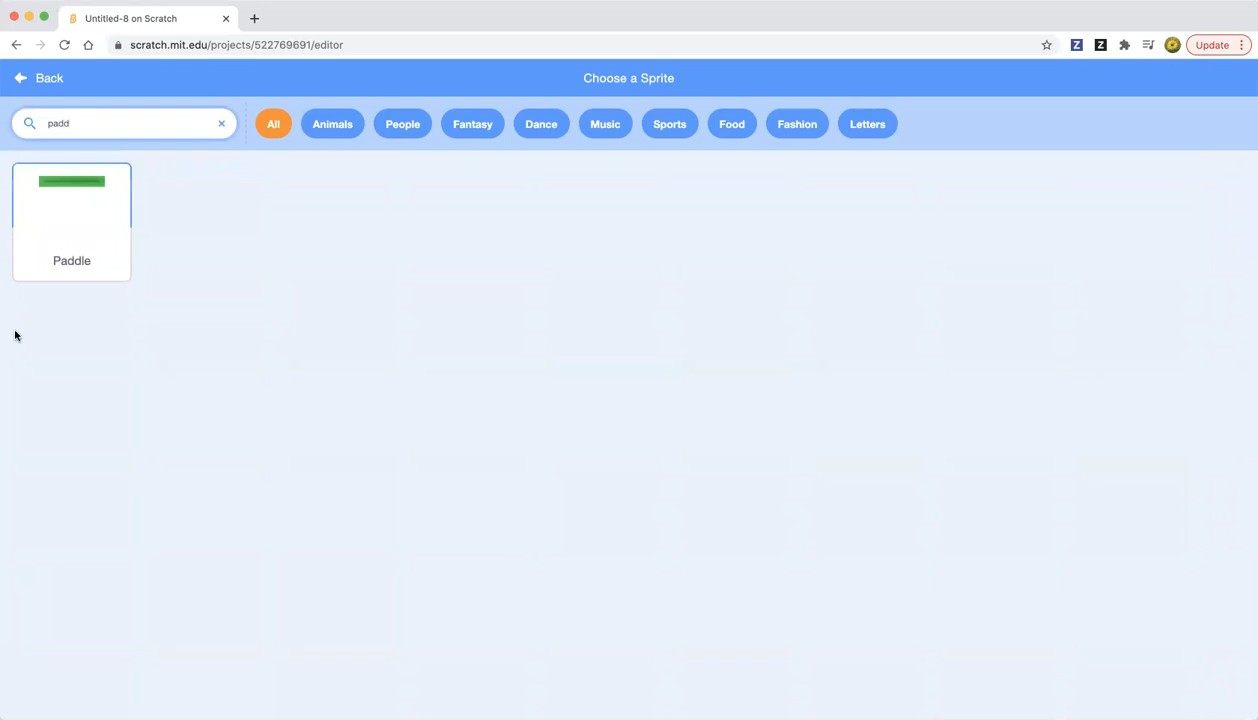 Untitled-8 on Scratch
scratch.mit.edu/projects/522769691/editor
Z Z Update
Back Choose a Sprite
padd All Animals People Fantasy Dance Music Sports Food Fashion Letters
Paddle